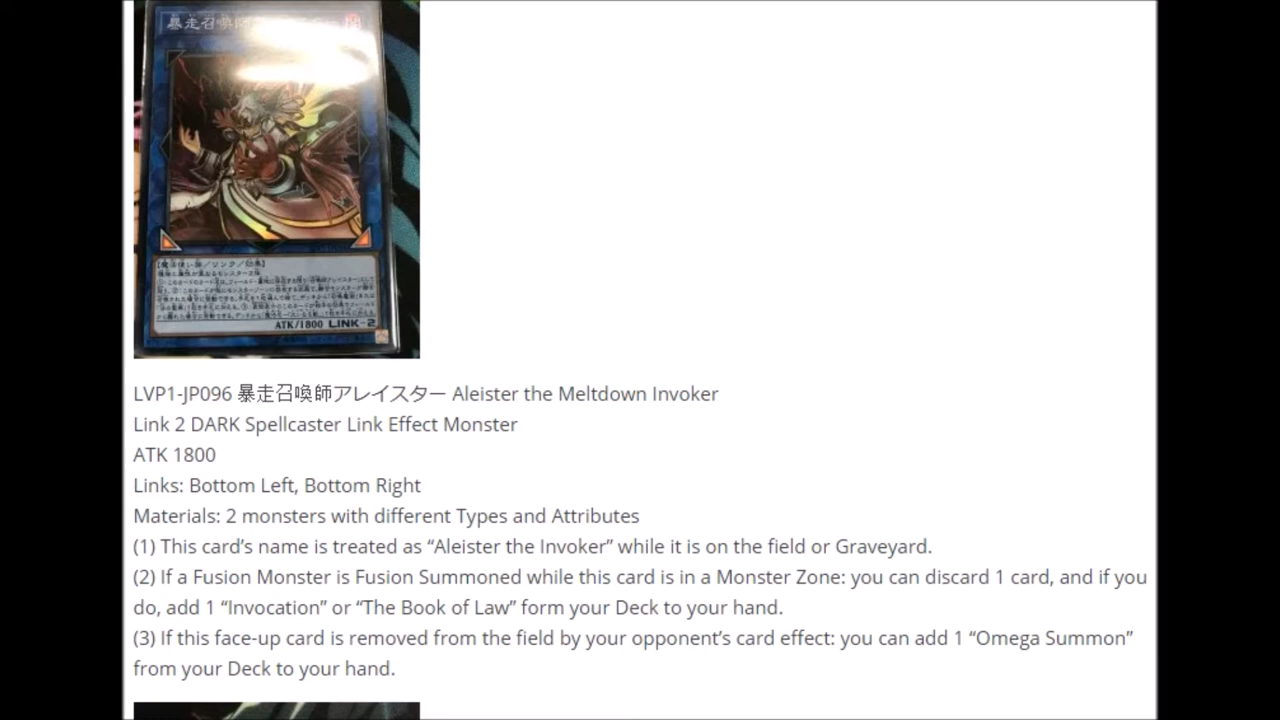 暴走召喚師アレイスター
ATK/1800 LINK-2
LVP1-JP096 暴走召喚師アレイスター Aleister the Meltdown Invoker
Link 2 DARK Spellcaster Link Effect Monster
ATK 1800
Links: Bottom Left, Bottom Right
Materials: 2 monsters with different Types and Attributes
(1) This card’s name is treated as “Aleister the Invoker” while it is on the field or Graveyard.
(2) If a Fusion Monster is Fusion Summoned while this card is in a Monster Zone: you can discard 1 card, and if you
do, add 1 “Invocation” or “The Book of Law” form your Deck to your hand.
(3) If this face-up card is removed from the field by your opponent’s card effect: you can add 1 “Omega Summon”
from your Deck to your hand.